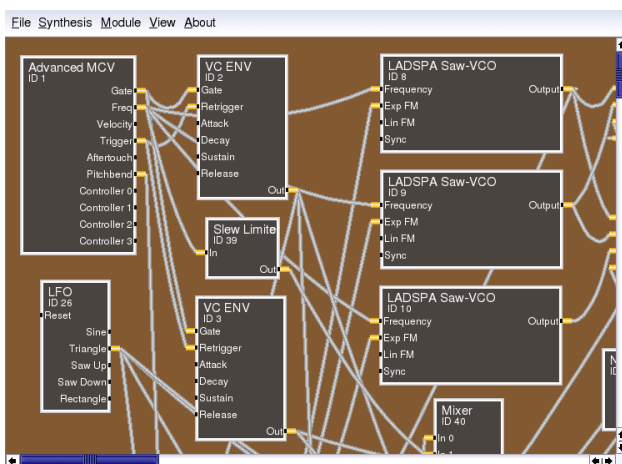 File Synthesis Module View About
Advanced MCV
ID 1
Gate
Freq
Velocity
Trigger
Aftertouch
Pitchbend
Controller 0
Controller 1
Controller 2
Controller 3
VC ENV
ID 2
Gate
Retrigger
Attack
Decay
Sustain
Release
Out
LADSPA Saw-VCO
ID 8
Frequency Output
Exp FM
Lin FM
Sync
LADSPA Saw-VCO
ID 9
Frequency Output
Exp FM
Lin FM
Sync
Slew Limite
ID 39
In
Out
LFO
ID 26
Reset
Sine
Triangle
Saw Up
Saw Down
Rectangle
VC ENV
ID 3
Gate
Retrigger
Attack
Decay
Sustain
Release
Out
LADSPA Saw-VCO
ID 10
Frequency Output
Exp FM
Lin FM
Sync
Mixer
ID 40
In 0